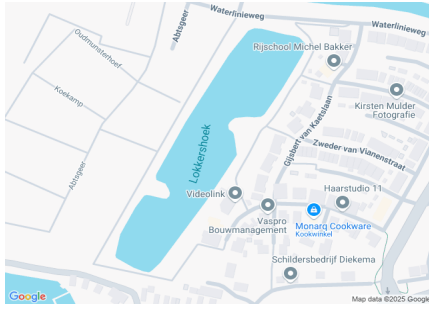 Waterlinieweg
Waterlinieweg
Abtsgeer
Oudmunsterhoef
Rijschool Michel Bakker
Koekamp
Kirsten Mulder
Fotografie
Gijsbert van Kaetslaan
Zweder van Vianenstraat
Lokkershoek
Abtsgeer
Videolink
Haarstudio 11
Vaspro
Bouwmanagement
Monarq Cookware
Kookwinkel
Schildersbedrijf Diekema
Google
Map data ©2025 Google